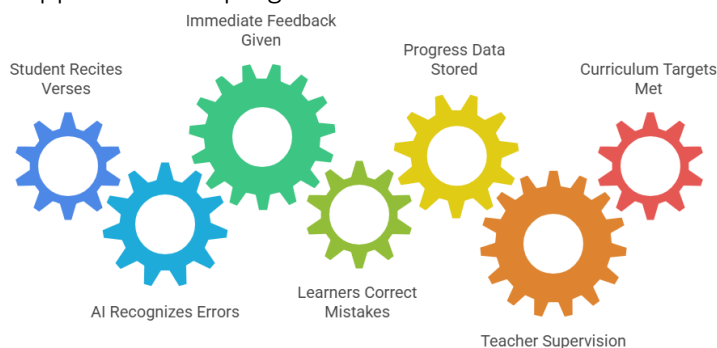 Immediate Feedback
Given
Student Recites
Verses
Progress Data
Stored
Curriculum Targets
Met
AI Recognizes Errors
Learners Correct
Mistakes
Teacher Supervision